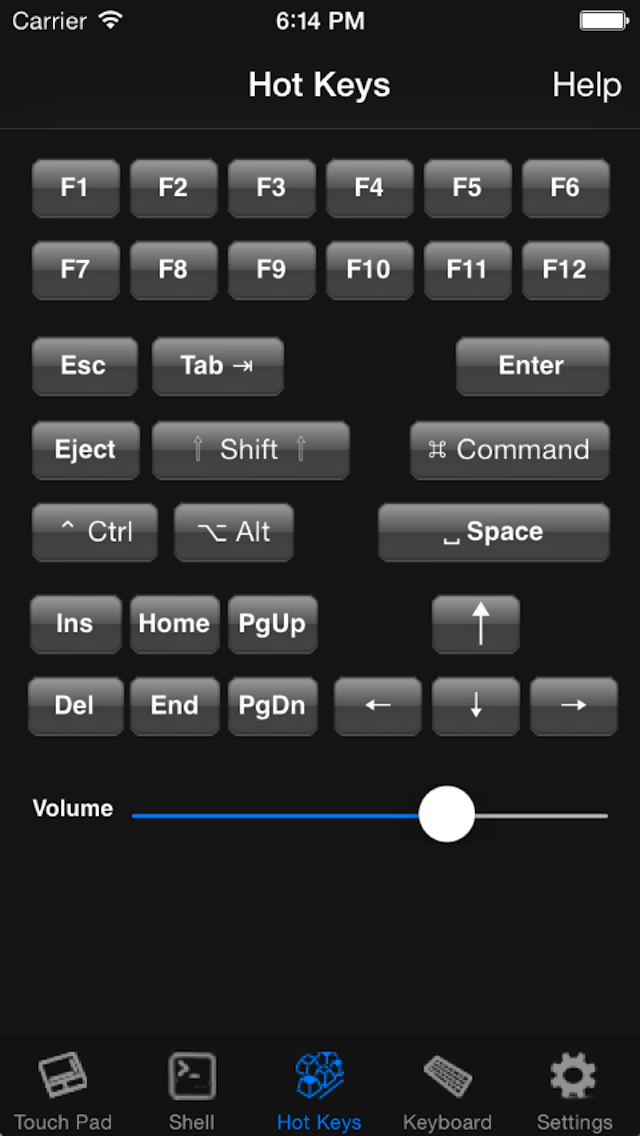 Carrier 6:14 PM
Hot Keys Help
F1 F2 F3 F4 F5 F6
F7 F8 F9 F10 F11 F12
Esc Tab ⇥ Enter
Eject ⇧ Shift ⇧ ⌘ Command
⌃ Ctrl ⌥ Alt ␣ Space
Ins Home PgUp ↑
Del End PgDn ← ↓ →
Volume
Touch Pad Shell Hot Keys Keyboard Settings